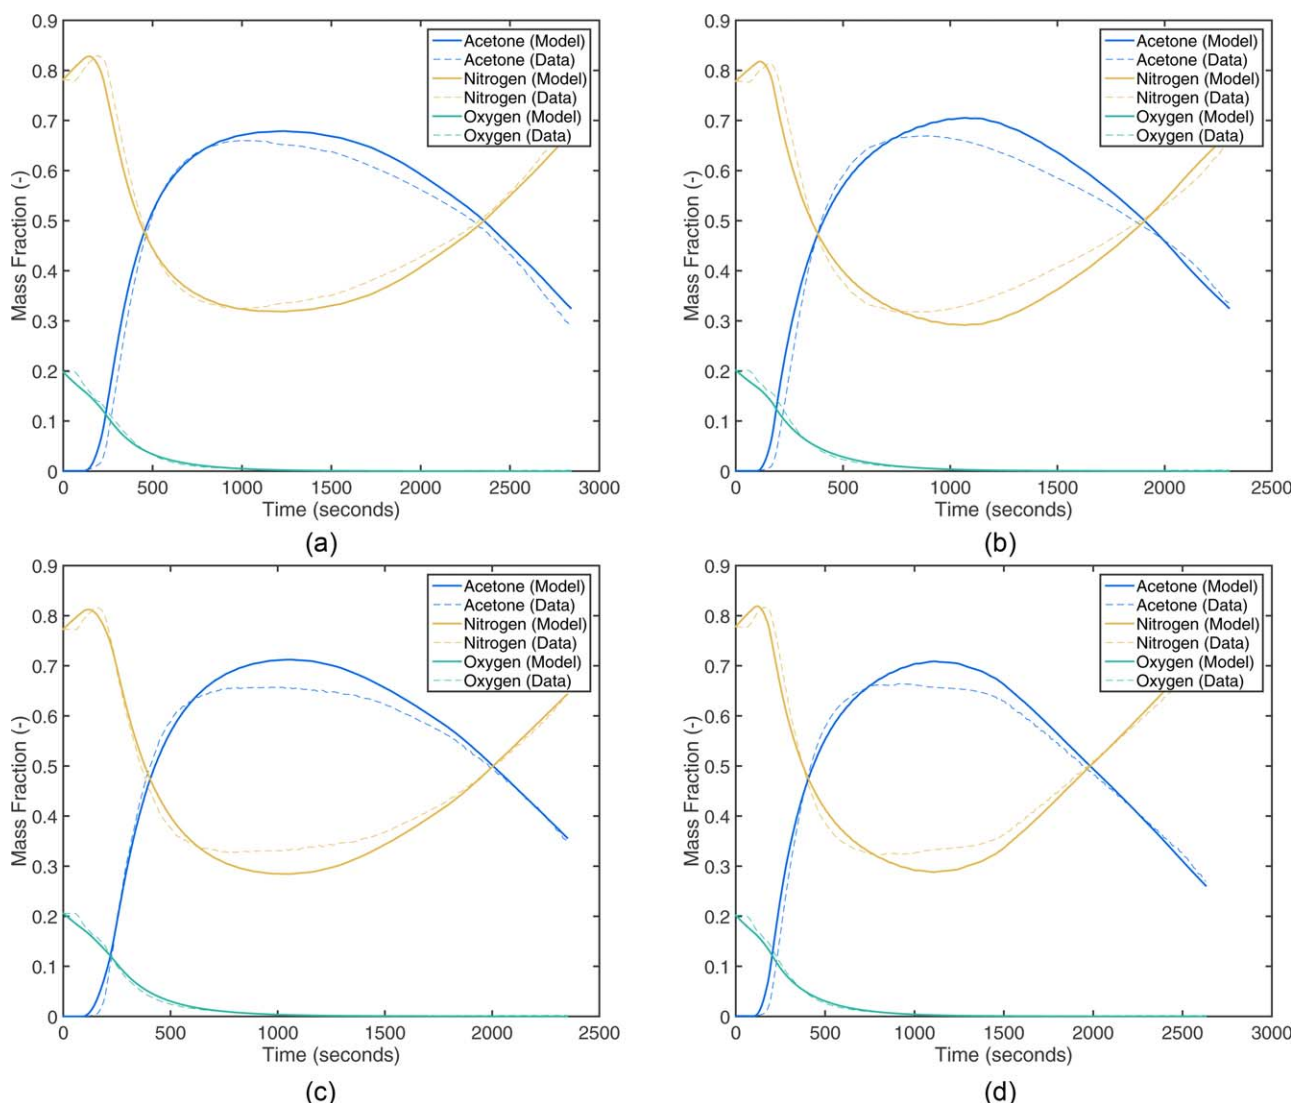 0.9
0.8
0.7
0.6
0.5
0.4
0.3
0.2
0.1
0
Mass Fraction (-)
Acetone (Model)
Acetone (Data)
Nitrogen (Model)
Nitrogen (Data)
Oxygen (Model)
Oxygen (Data)
0 500 1000 1500 2000 2500 3000
Time (seconds)
(a)
0.9
0.8
0.7
0.6
0.5
0.4
0.3
0.2
0.1
0
Mass Fraction (-)
Acetone (Model)
Acetone (Data)
Nitrogen (Model)
Nitrogen (Data)
Oxygen (Model)
Oxygen (Data)
0 500 1000 1500 2000 2500
Time (seconds)
(b)
0.9
0.8
0.7
0.6
0.5
0.4
0.3
0.2
0.1
0
Mass Fraction (-)
Acetone (Model)
Acetone (Data)
Nitrogen (Model)
Nitrogen (Data)
Oxygen (Model)
Oxygen (Data)
0 500 1000 1500 2000 2500
Time (seconds)
(c)
0.9
0.8
0.7
0.6
0.5
0.4
0.3
0.2
0.1
0
Mass Fraction (-)
Acetone (Model)
Acetone (Data)
Nitrogen (Model)
Nitrogen (Data)
Oxygen (Model)
Oxygen (Data)
0 500 1000 1500 2000 2500 3000
Time (seconds)
(d)